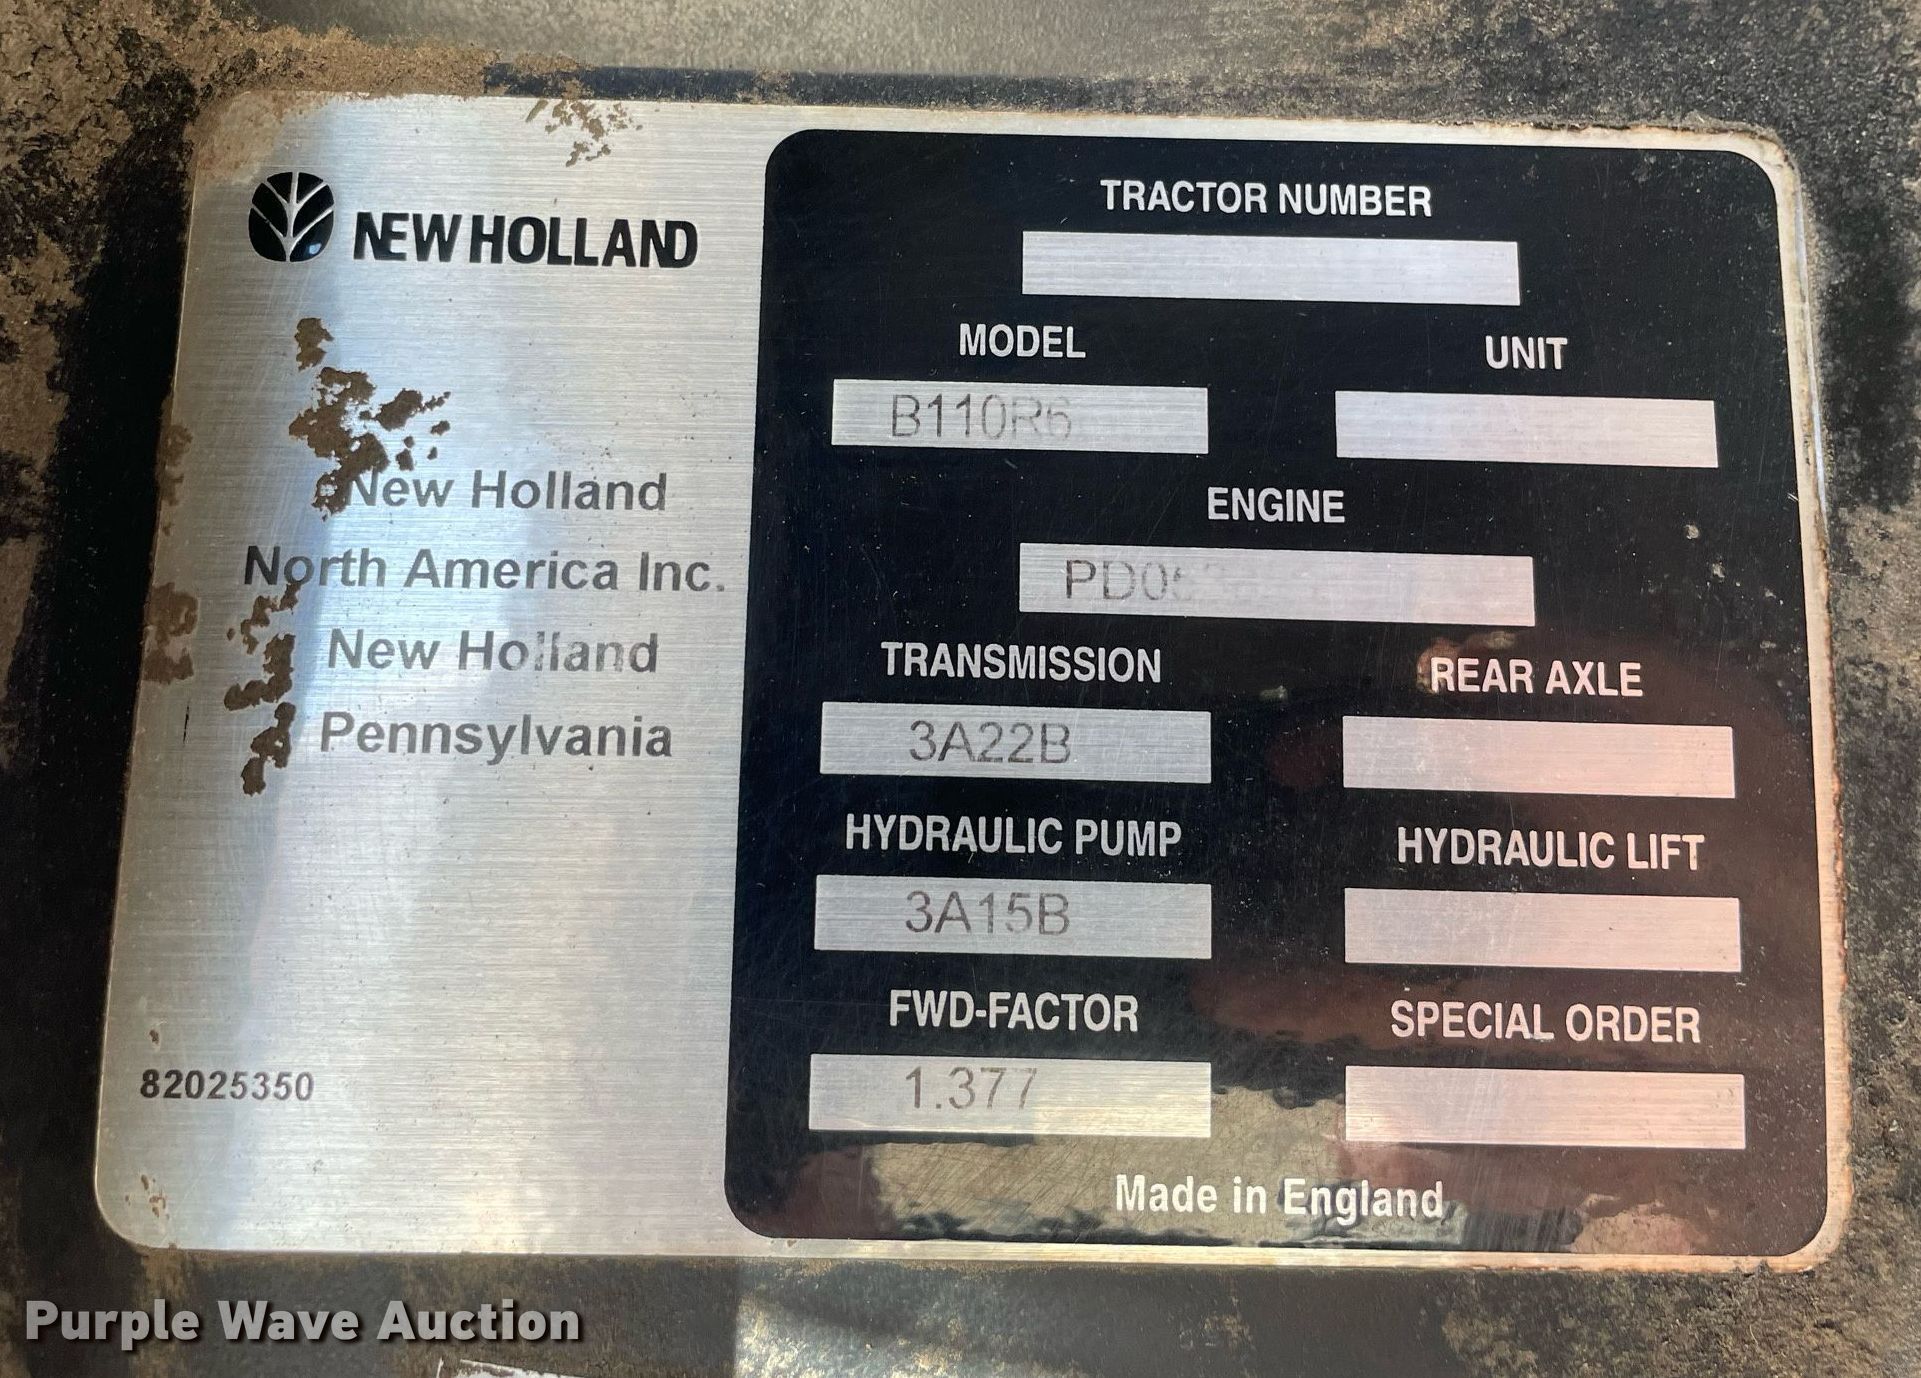 NEW HOLLAND
New Holland
North America Inc.
New Holland
Pennsylvania
82025350
TRACTOR NUMBER
MODEL
UNIT
B110R6
ENGINE
TRANSMISSION
REAR AXLE
3A22B
HYDRAULIC PUMP
HYDRAULIC LIFT
3A15B
FWD-FACTOR
SPECIAL ORDER
1.377
Made in England
Purple Wave Auction